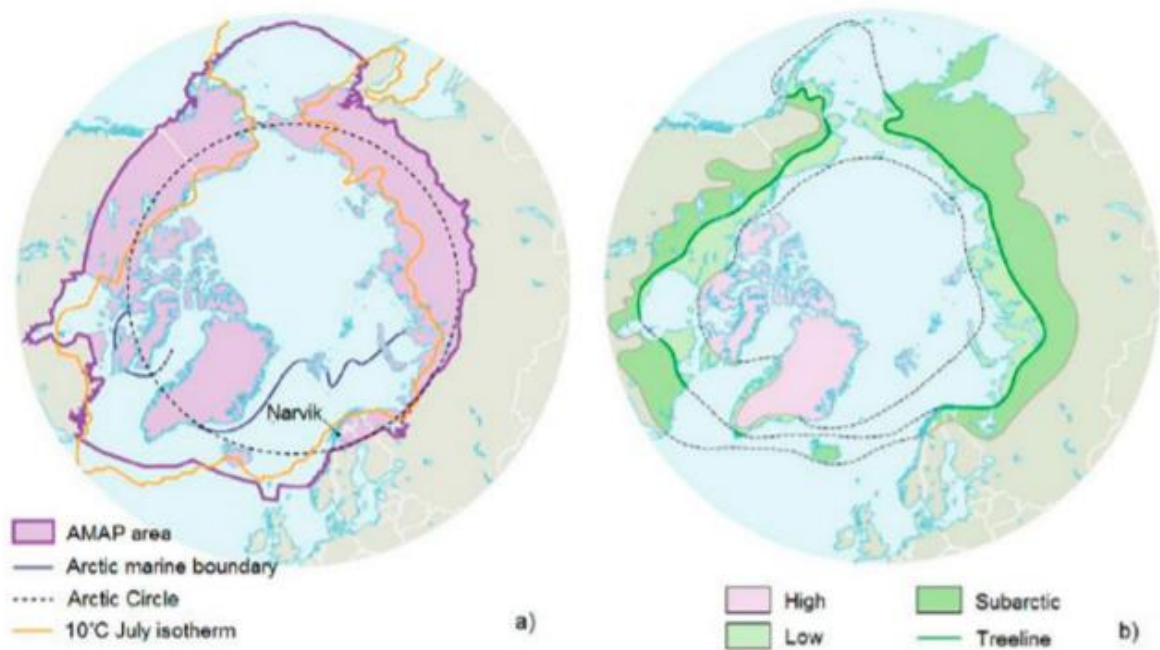 Narvik
AMAP area
Arctic marine boundary
Arctic Circle
10°C July isotherm
a)
High
Low
Subarctic
Treeline
b)